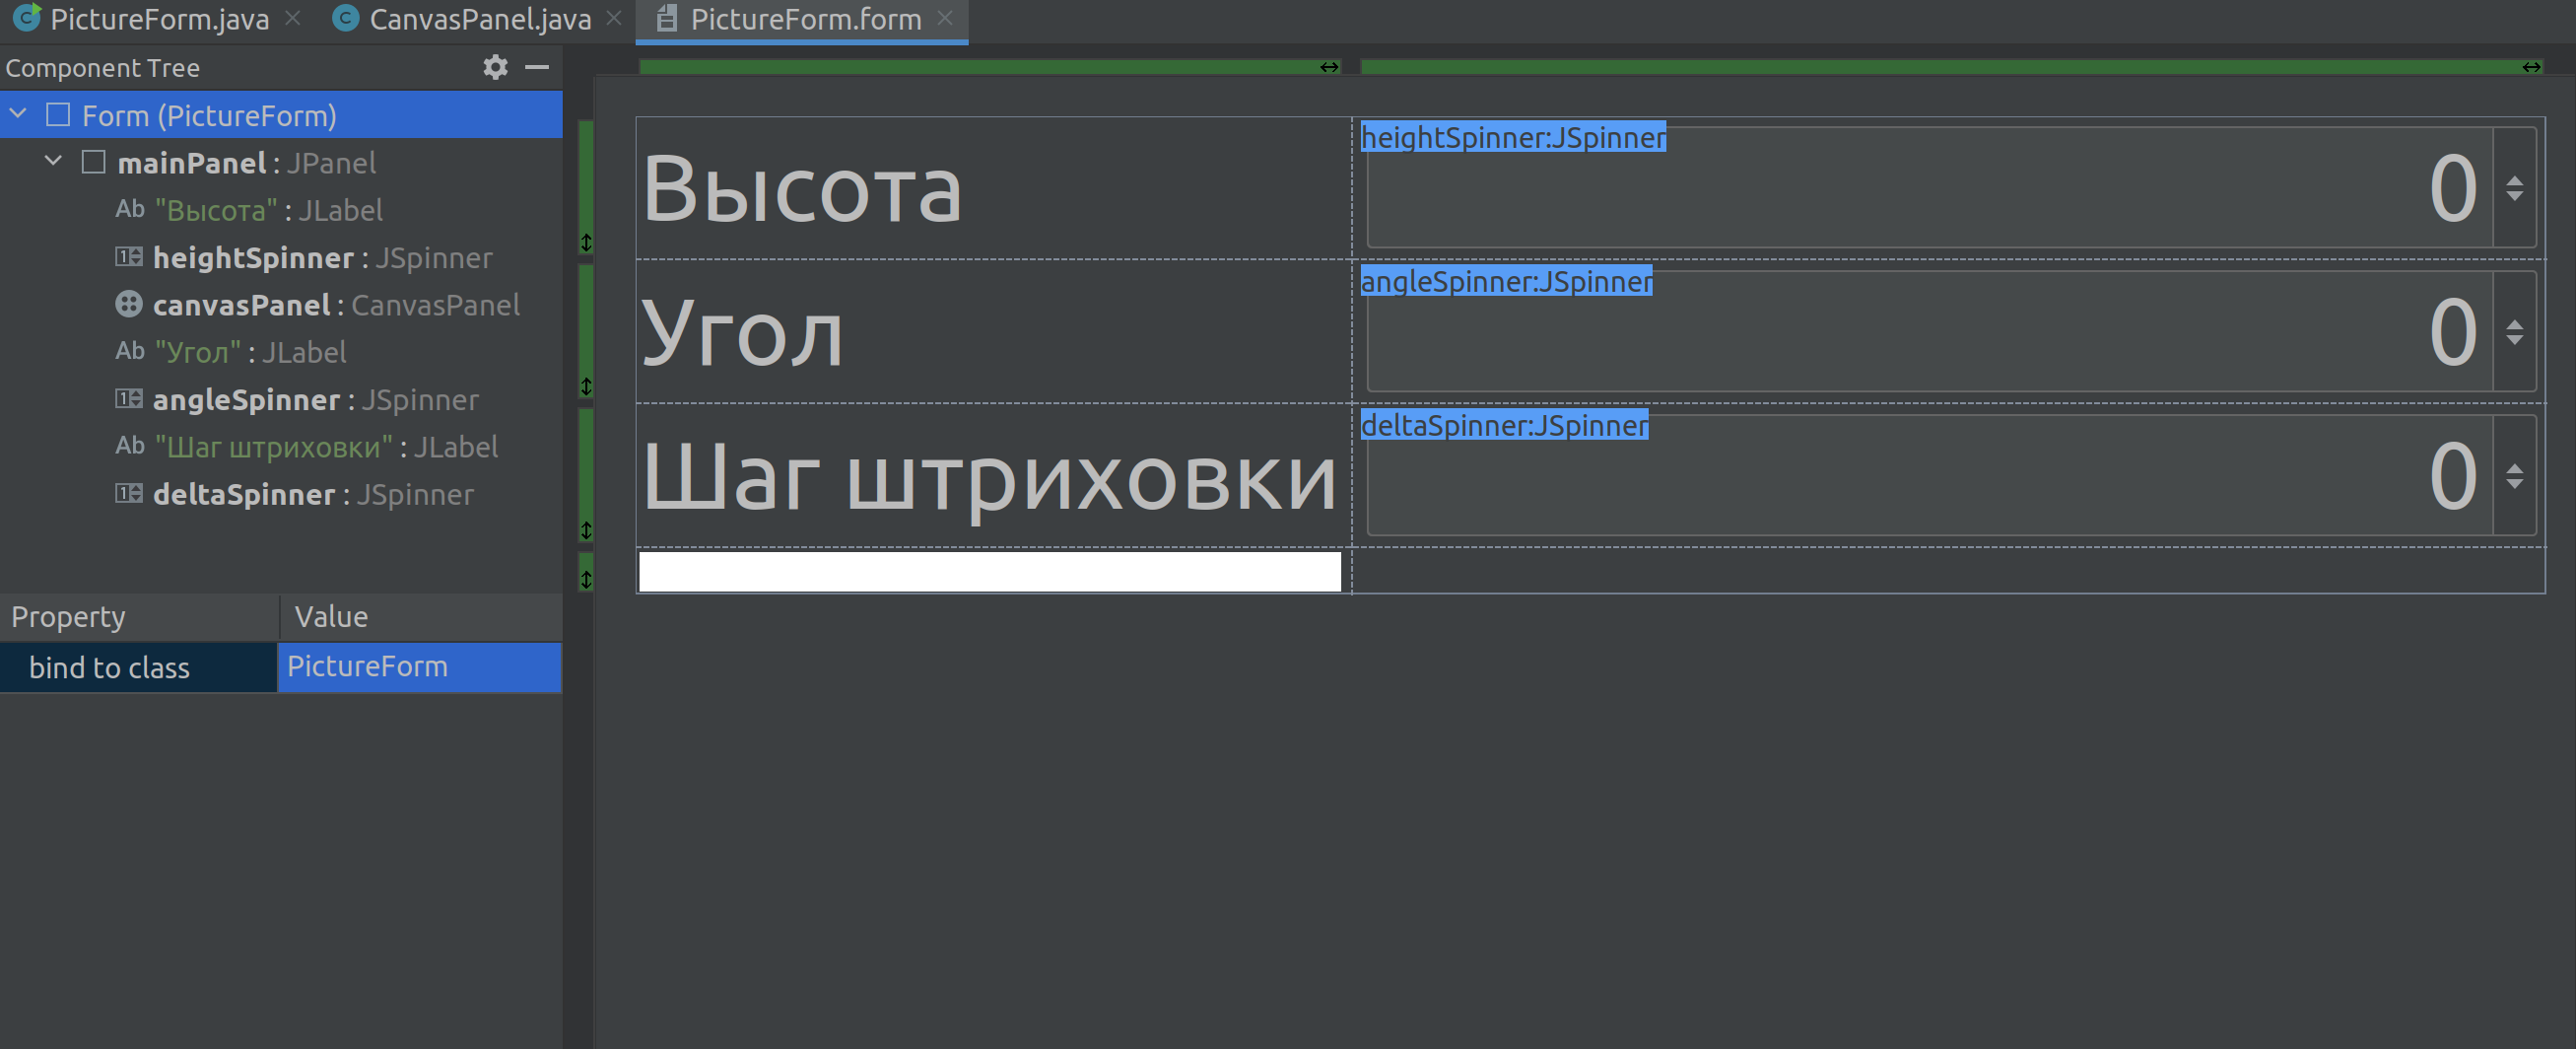 PictureForm.java CanvasPanel.java PictureForm.form
Component Tree
Form (PictureForm)
mainPanel : JPanel
Ab "Высота" : JLabel
heightSpinner : JSpinner
canvasPanel : CanvasPanel
Ab "Угол" : JLabel
angleSpinner : JSpinner
Ab "Шаг штриховки" : JLabel
deltaSpinner : JSpinner
Property Value
bind to class PictureForm
heightSpinner:JSpinner
Высота 0
angleSpinner:JSpinner
Угол 0
deltaSpinner:JSpinner
Шаг штриховки 0